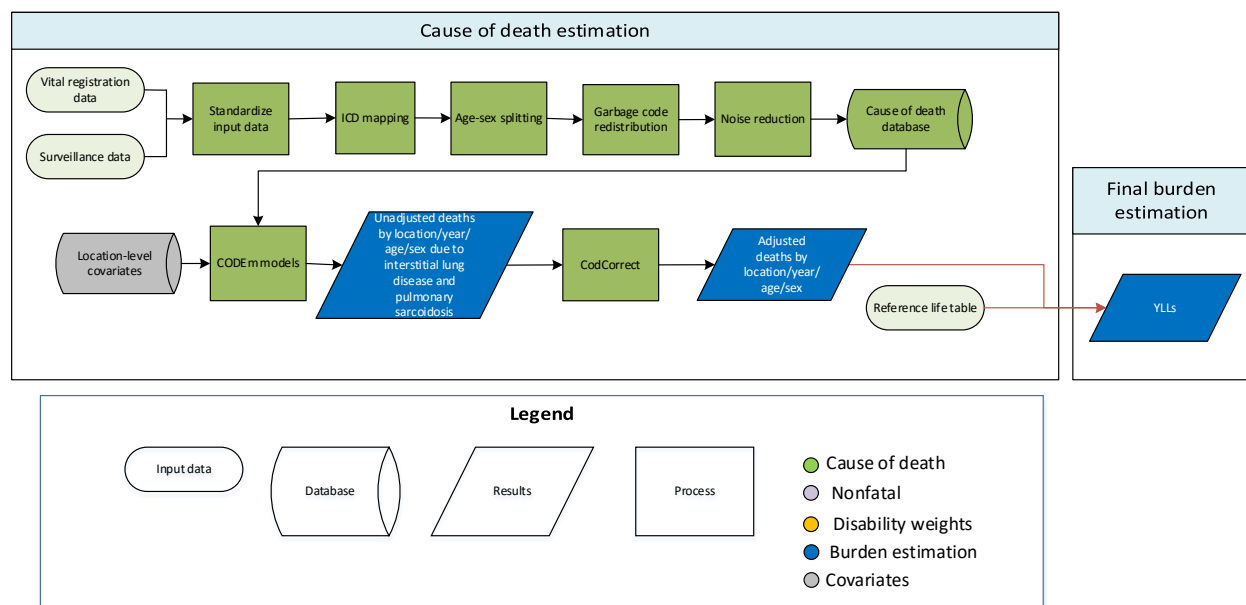 Cause of death estimation
Vital registration
data
Surveillance data
Standardize
input data
ICD mapping
Age-sex splitting
Garbage code
redistribution
Noise reduction
Cause of death
database
Location-level
covariates
CODEm models
Unadjusted deaths
by location/year/
age/sex due to
interstitial lung
disease and
pulmonary
sarcoidosis
CodCorrect
Adjusted
deaths by
location/year/
age/sex
Reference life table
Final burden
estimation
YLLs
Legend
Input data
Database
Results
Process
Cause of death
Nonfatal
Disability weights
Burden estimation
Covariates